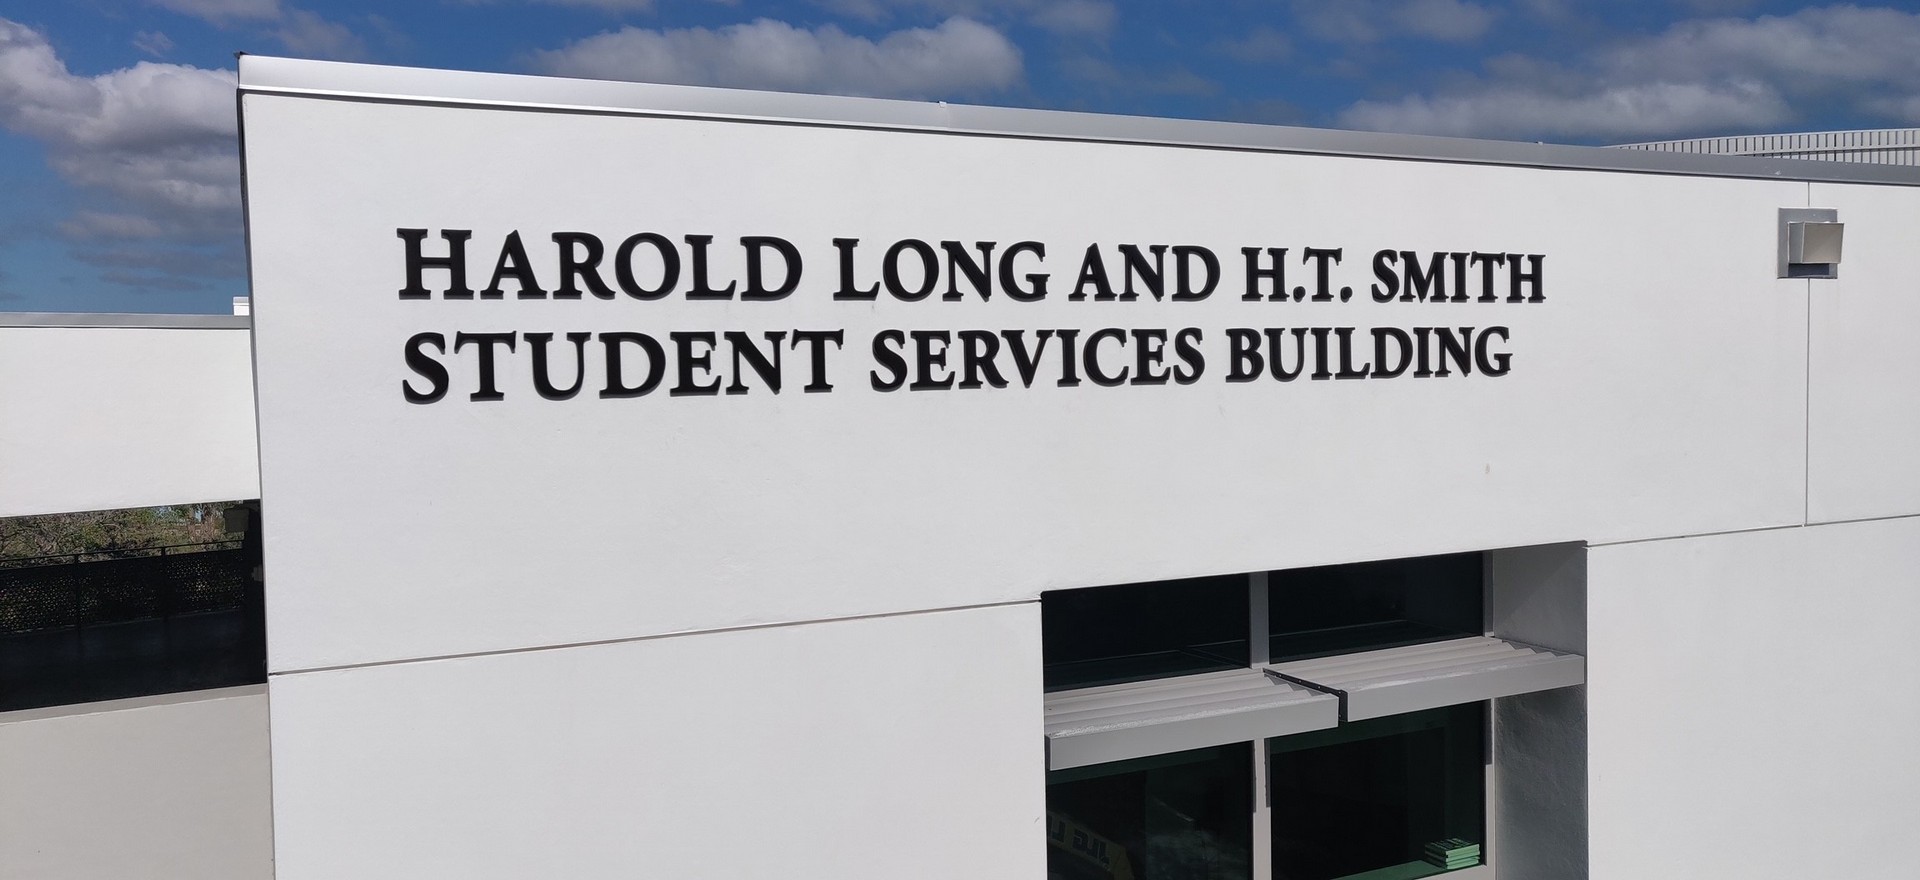 HAROLD LONG AND H.T. SMITH
STUDENT SERVICES BUILDING